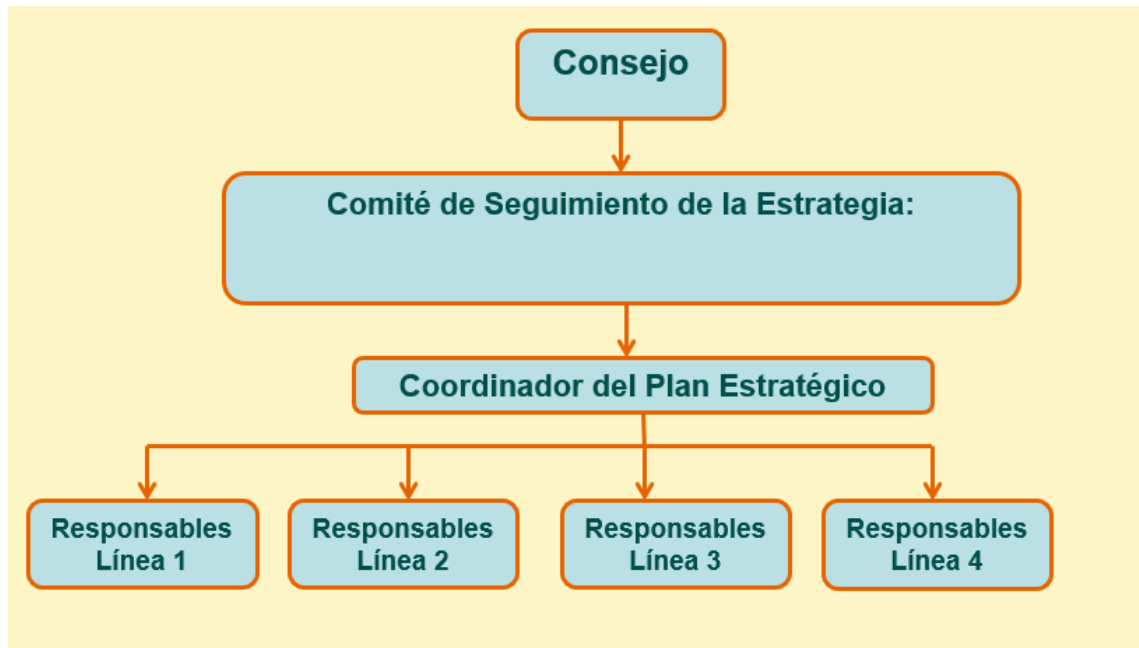 Consejo
Comité de Seguimiento de la Estrategia:
Coordinador del Plan Estratégico
Responsables
Línea 1
Responsables
Línea 2
Responsables
Línea 3
Responsables
Línea 4